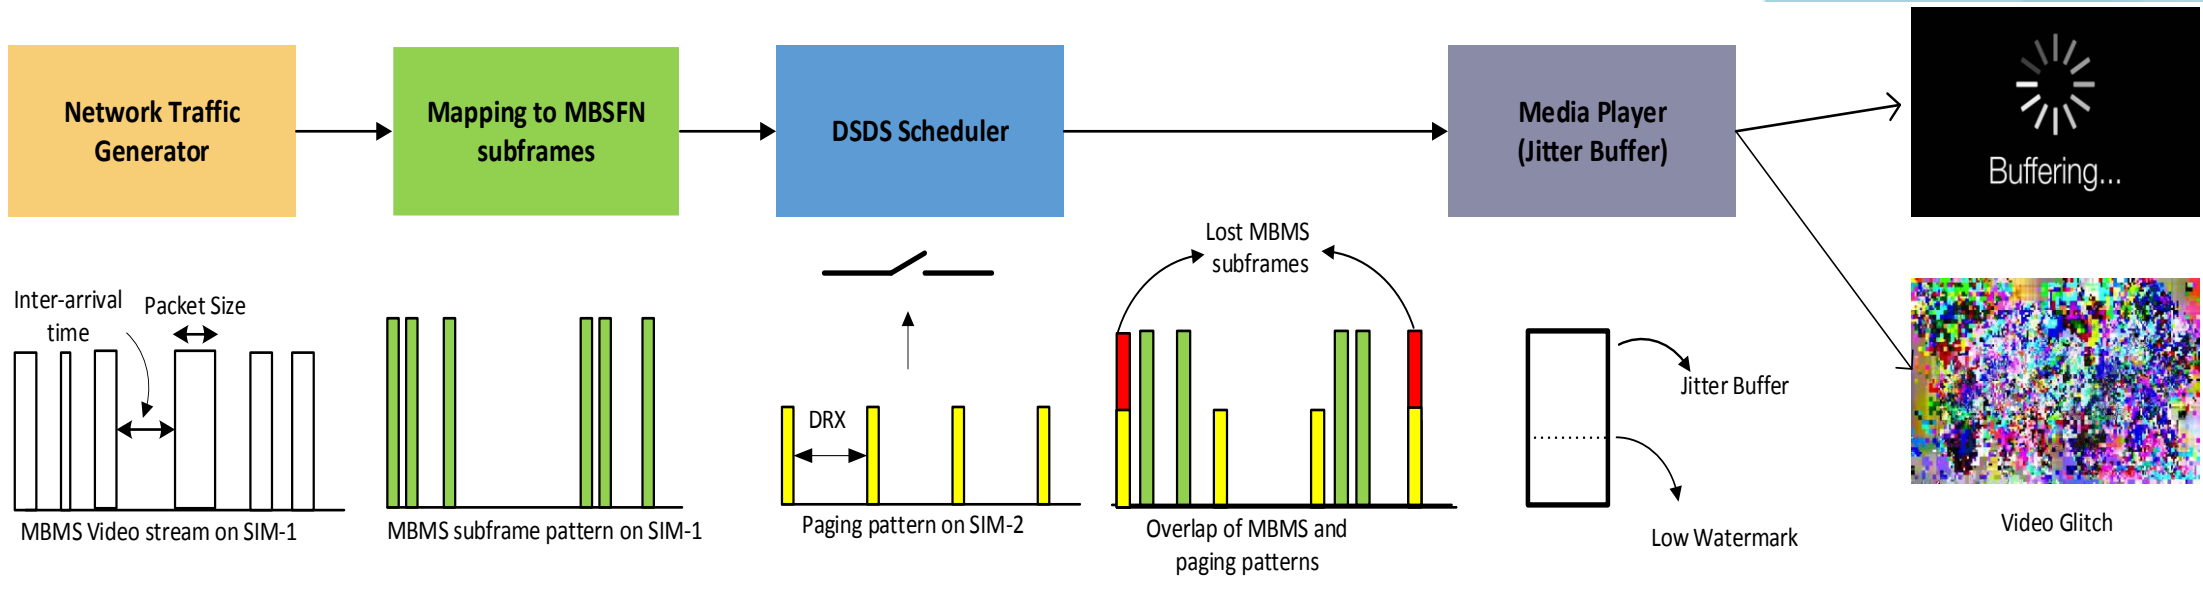 Network Traffic
Generator
Mapping to MBSFN
subframes
DSDS Scheduler
Media Player
(Jitter Buffer)
Buffering...
Inter-arrival
time
Packet Size
MBMS Video stream on SIM-1
MBMS subframe pattern on SIM-1
DRX
Paging pattern on SIM-2
Lost MBMS
subframes
Overlap of MBMS and
paging patterns
Jitter Buffer
Low Watermark
Video Glitch